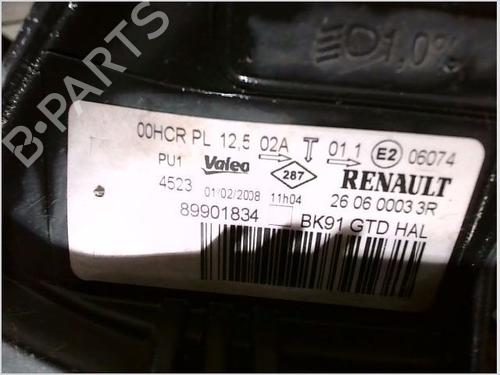 1,0%
00HCR PL 12,5 02A T 01 1 E2 06074
PU1 Valeo 287 RENAULT
4523 01/02/2008 11h04 26 06 0003 3R
89901834 BK91 GTD HAL
B-PARTS